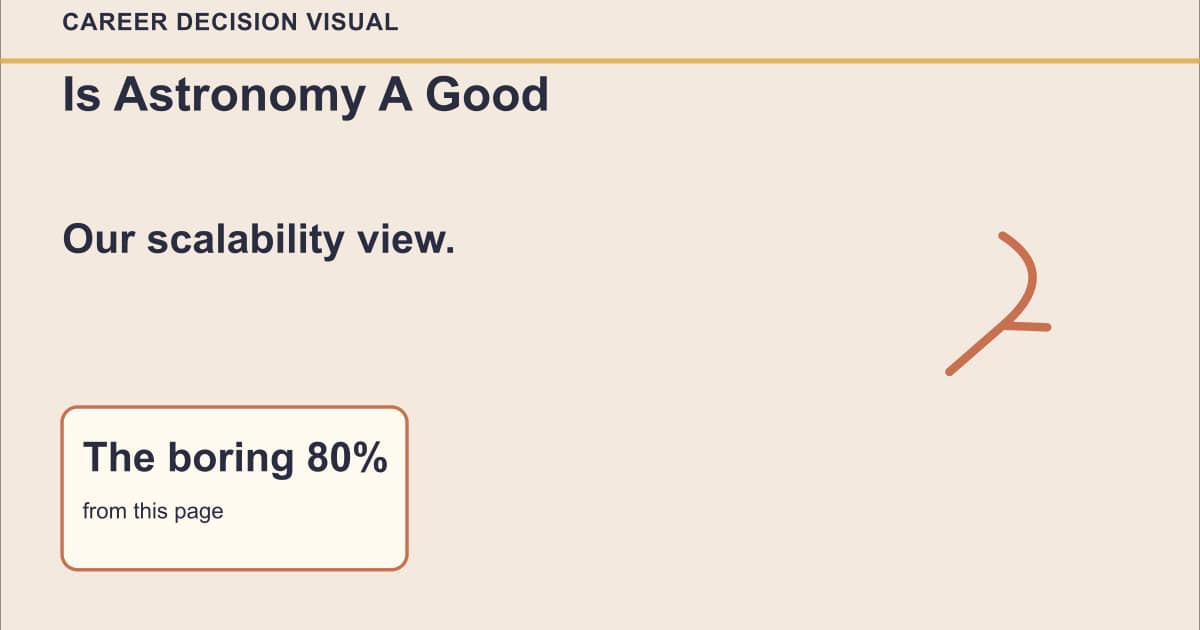 CAREER DECISION VISUAL
Is Astronomy A Good
Our scalability view.
The boring 80%
from this page